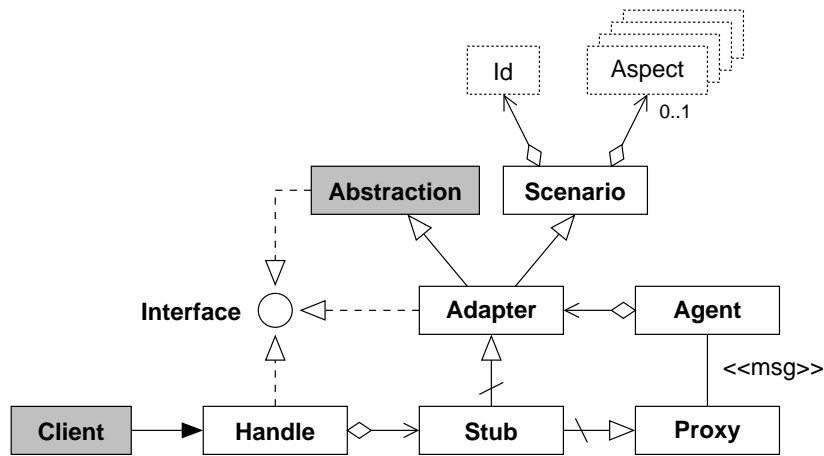 Id
Aspect
0..1
Abstraction
Scenario
Interface
Adapter
Agent
<<msg>>
Client
Handle
Stub
Proxy